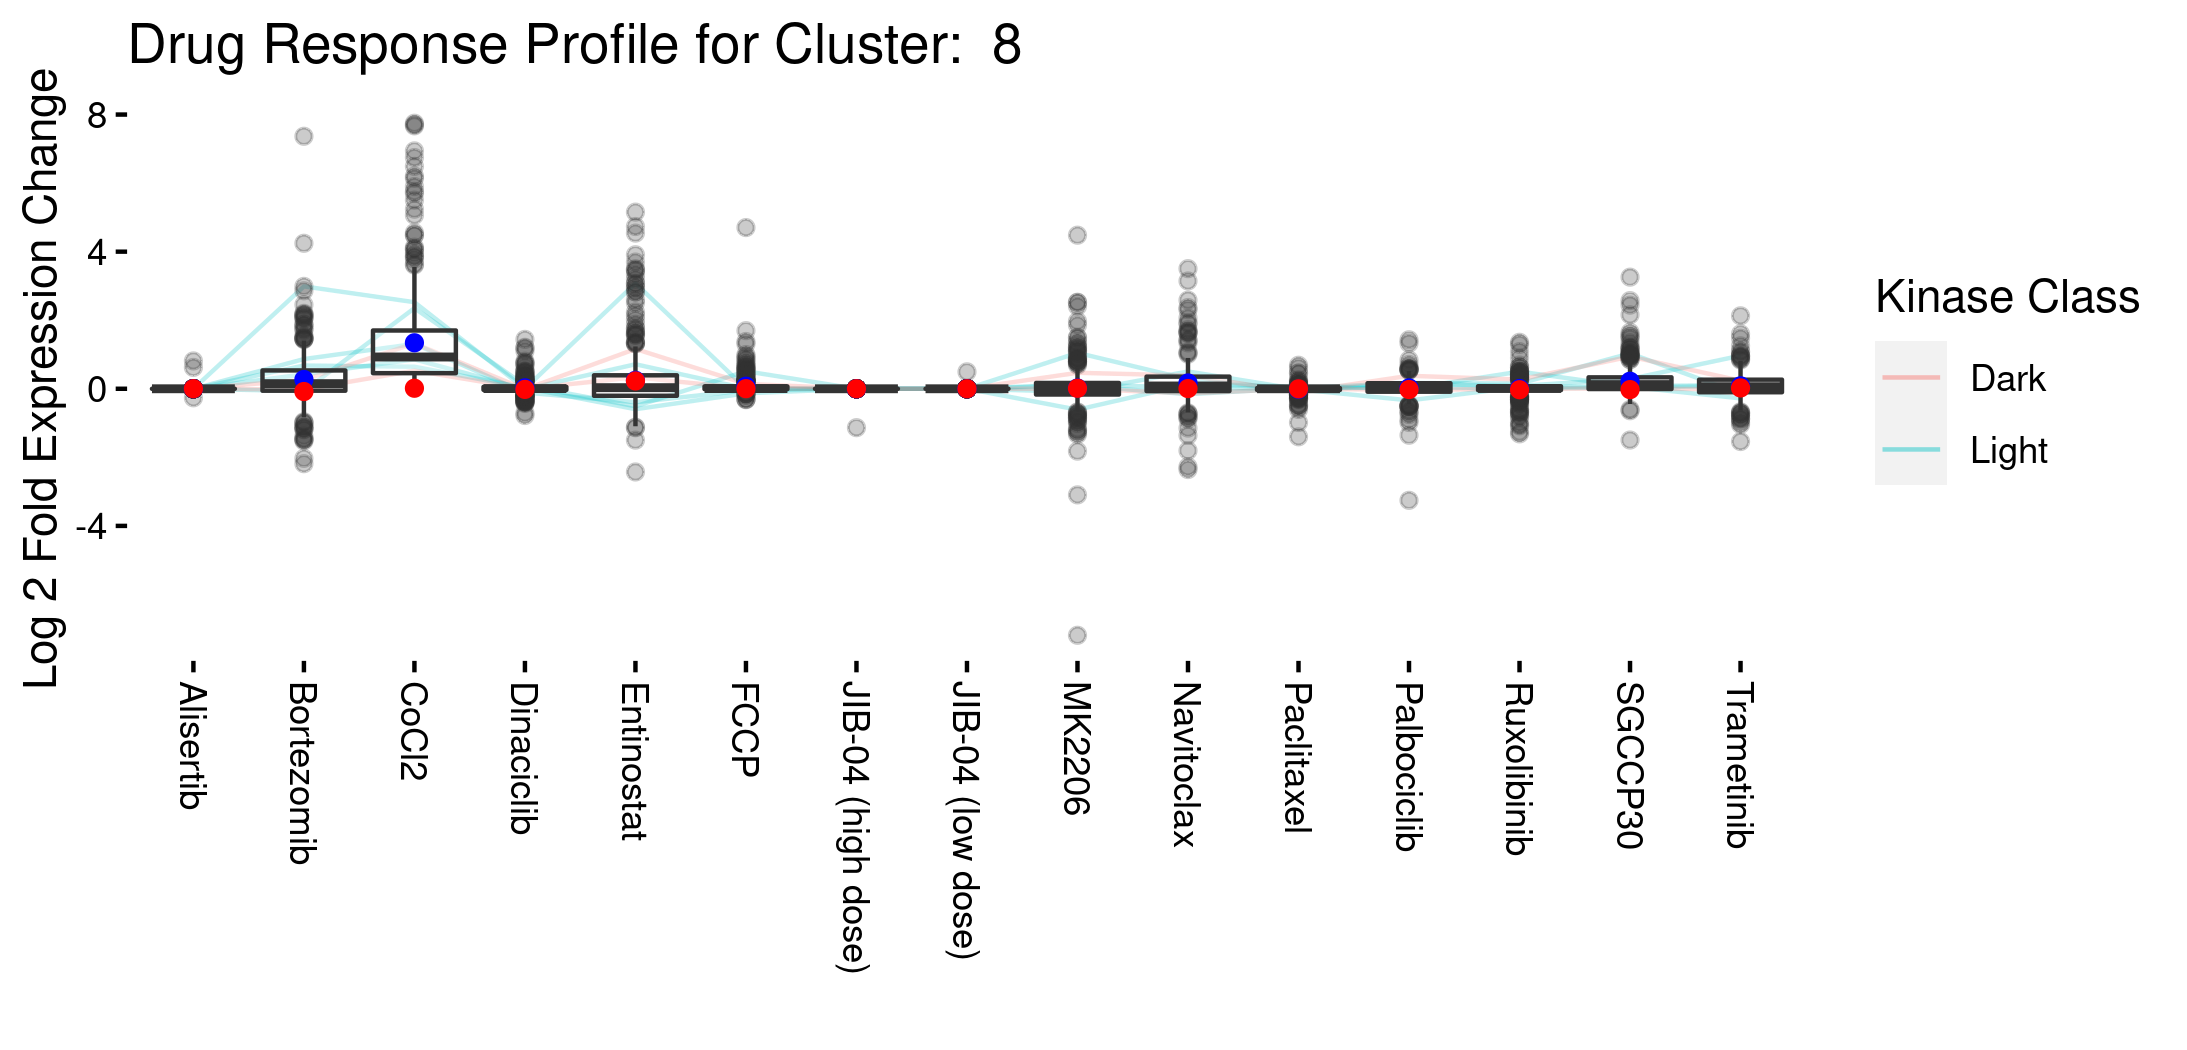 Drug Response Profile for Cluster:  8
Log 2 Fold Expression Change
8
4
0
-4
Alisertib
Bortezomib
CoCl2
Dinaciclib
Entinostat
FCCP
JIB-04 (high dose)
JIB-04 (low dose)
MK2206
Navitoclax
Paclitaxel
Palbociclib
Ruxolibinib
SGCCP30
Trametinib
Kinase Class
Dark
Light